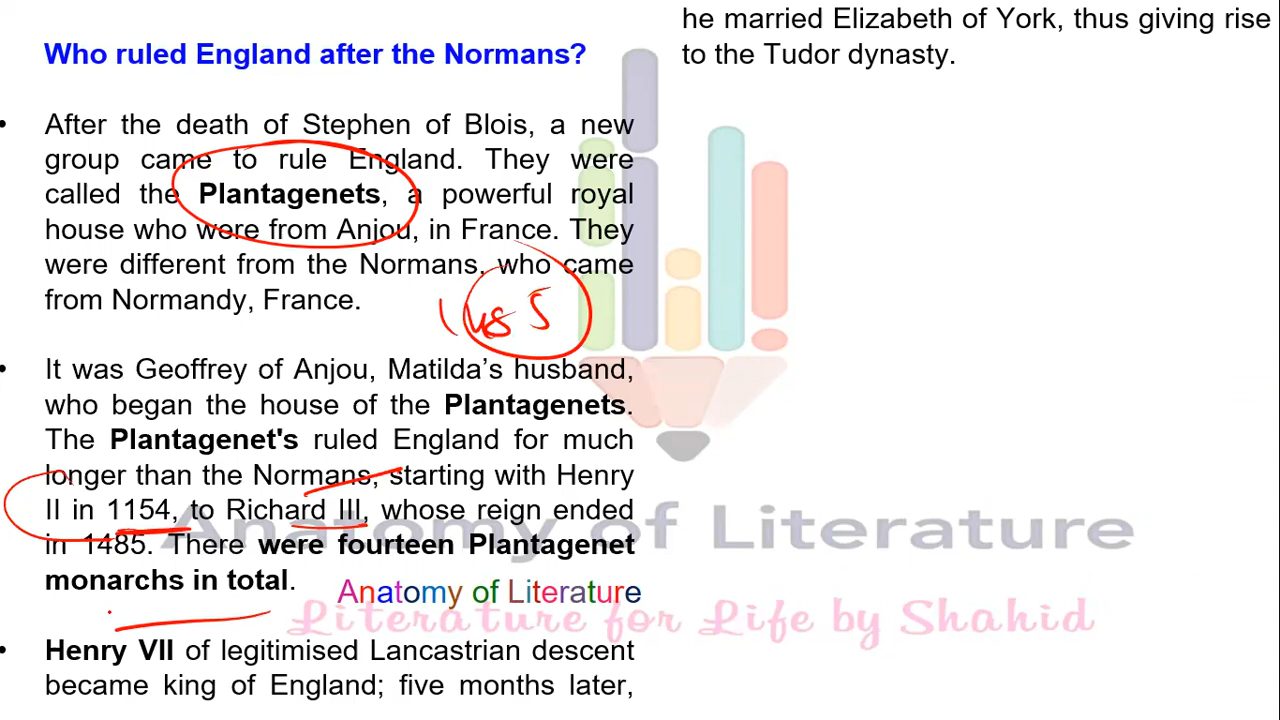 Who ruled England after the Normans?
• After the death of Stephen of Blois, a new
group came to rule England. They were
called the Plantagenets, a powerful royal
house who were from Anjou, in France. They
were different from the Normans, who came
from Normandy, France.
• It was Geoffrey of Anjou, Matilda’s husband,
who began the house of the Plantagenets.
The Plantagenet's ruled England for much
longer than the Normans, starting with Henry
II in 1154, to Richard III, whose reign ended
in 1485. There were fourteen Plantagenet
monarchs in total.
• Henry VII of legitimised Lancastrian descent
became king of England; five months later,
he married Elizabeth of York, thus giving rise
to the Tudor dynasty.
Anatomy of Literature
Anatomy of Literature
Literature for Life by Shahid